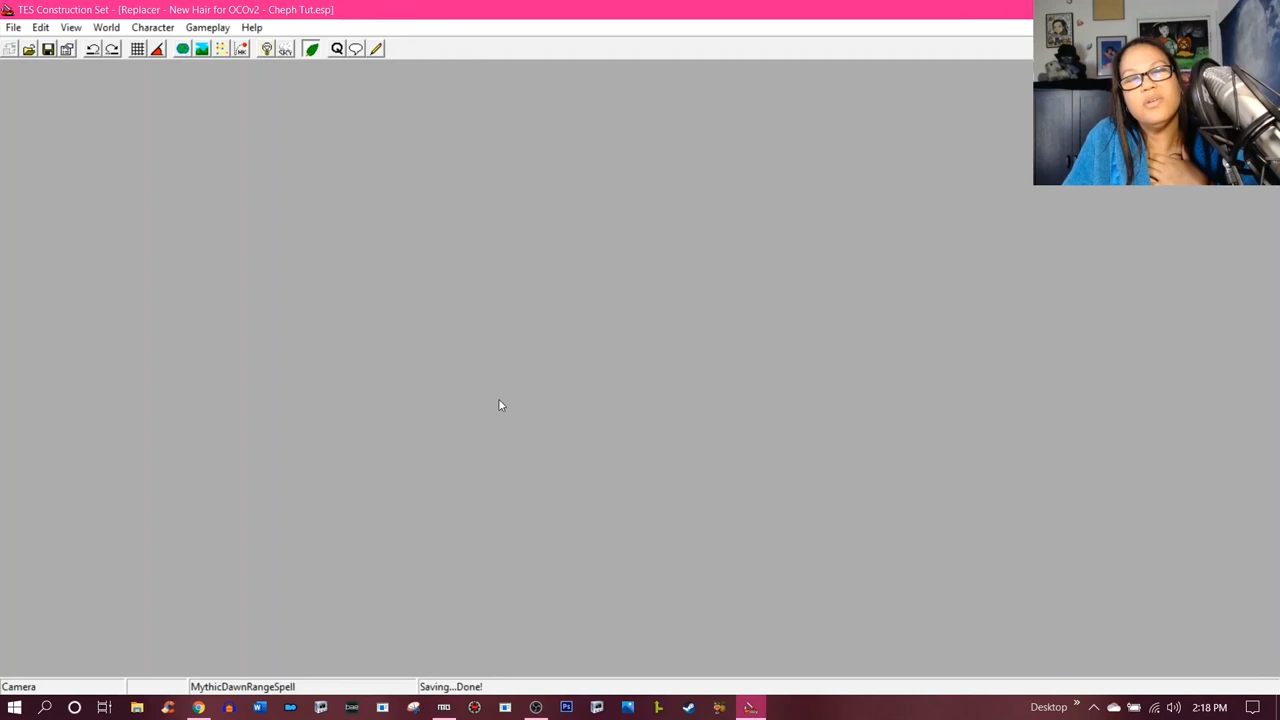 TES Construction Set - [Replacer - New Hair for OCOv2 - Cheph Tut.esp]
File Edit View World Character Gameplay Help
Camera MythicDawnRangeSpell Saving...Done!
Desktop 2:18 PM